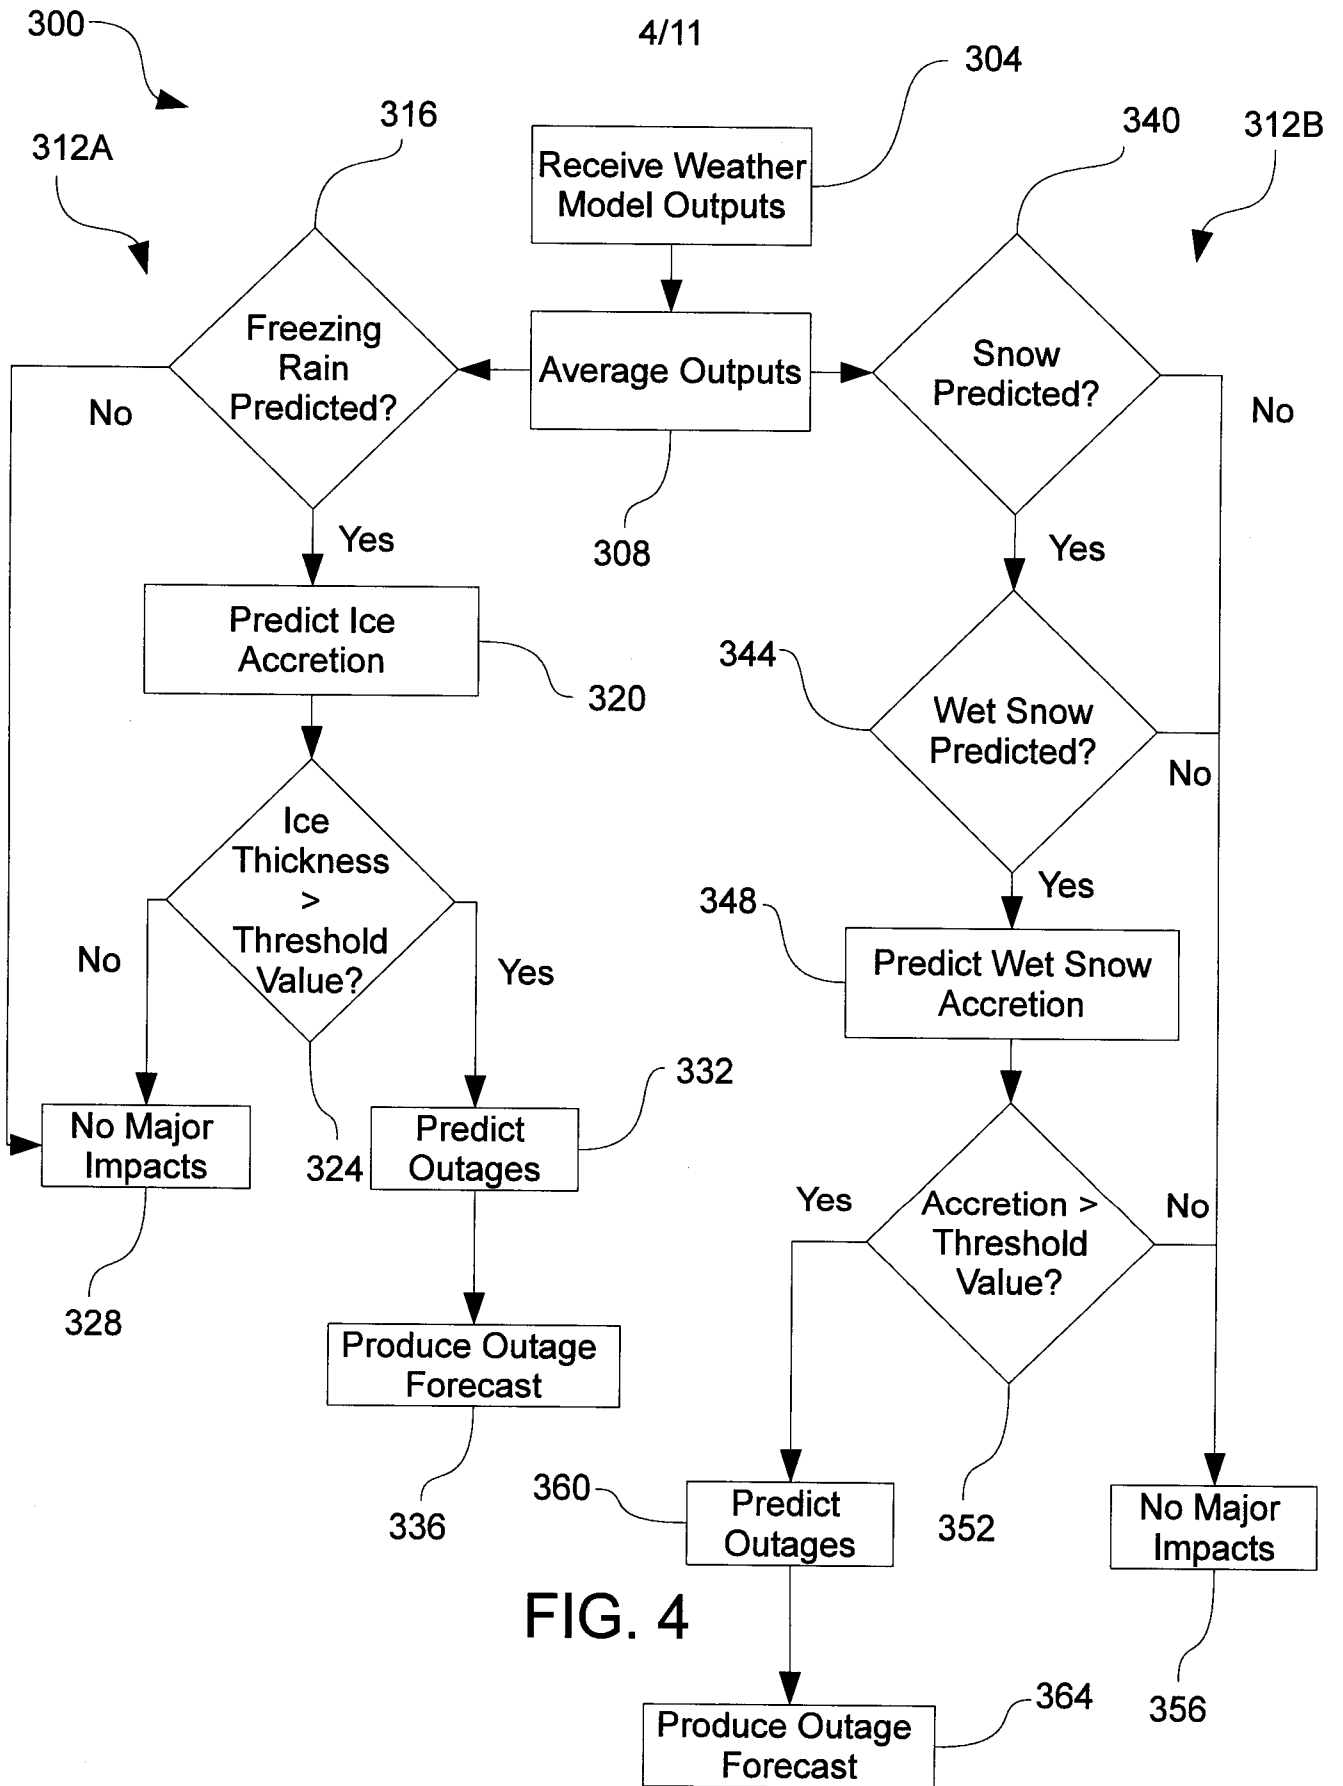 300
4/11
304
316
340
312B
312A
Receive Weather
Model Outputs
Freezing
Rain
Predicted?
Average Outputs
Snow
Predicted?
No
No
308
Yes
Yes
Predict Ice
Accretion
320
344
Wet Snow
Predicted?
No
Ice
Thickness
>
Threshold
Value?
No
Yes
Yes
348
Predict Wet Snow
Accretion
332
No Major
Impacts
324
Predict
Outages
Yes
Accretion >
Threshold
Value?
No
328
Produce Outage
Forecast
336
360
Predict
Outages
352
No Major
Impacts
FIG. 4
364
356
Produce Outage
Forecast